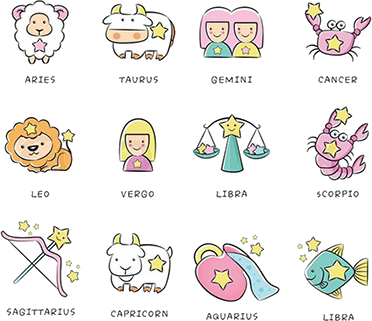 ARIES TAURUS GEMINI CANCER
LEO VERGO LIBRA SCORPIO
SAGITTARIUS CAPRICORN AQUARIUS LIBRA